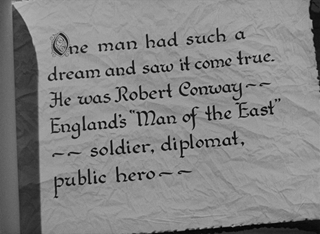 One man had such a
dream and saw it come true.
He was Robert Conway~~
England's "Man of the East"
~~ soldier, diplomat,
public hero~~